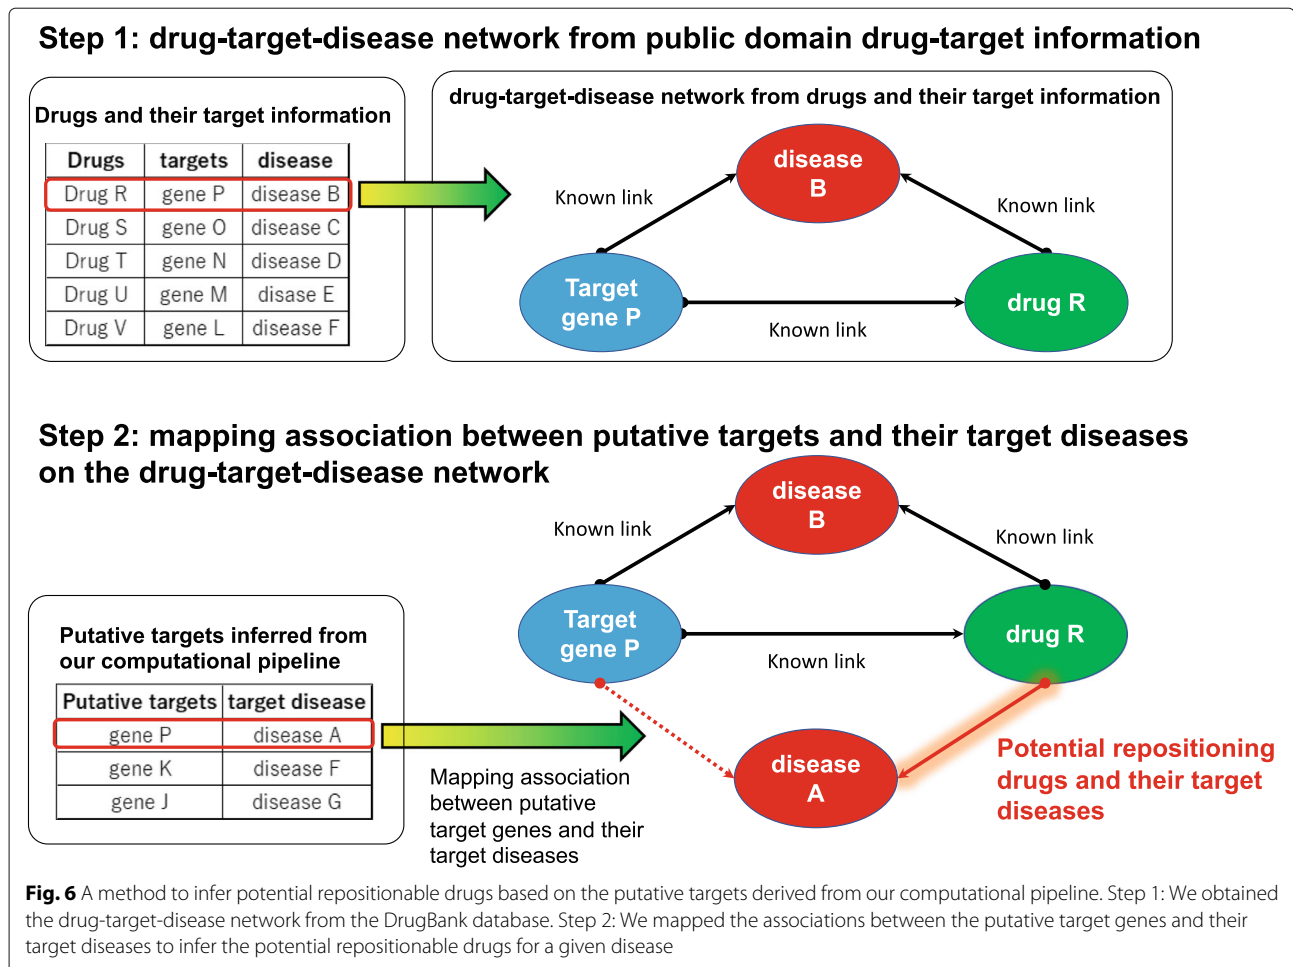 Step 1: drug-target-disease network from public domain drug-target information
Drugs and their target information
Drugs targets disease
Drug R gene P disease B
Drug S gene O disease C
Drug T gene N disease D
Drug U gene M disase E
Drug V gene L disease F
drug-target-disease network from drugs and their target information
disease
B
Known link
Known link
Target
gene P
drug R
Known link
Step 2: mapping association between putative targets and their target diseases
on the drug-target-disease network
disease
B
Known link
Known link
Target
gene P
drug R
Known link
Putative targets inferred from
our computational pipeline
Putative targets target disease
gene P disease A
gene K disease F
gene J disease G
Mapping association
between putative
target genes and their
target diseases
disease
A
Potential repositioning
drugs and their target
diseases
Fig. 6 A method to infer potential repositionable drugs based on the putative targets derived from our computational pipeline. Step 1: We obtained
the drug-target-disease network from the DrugBank database. Step 2: We mapped the associations between the putative target genes and their
target diseases to infer the potential repositionable drugs for a given disease